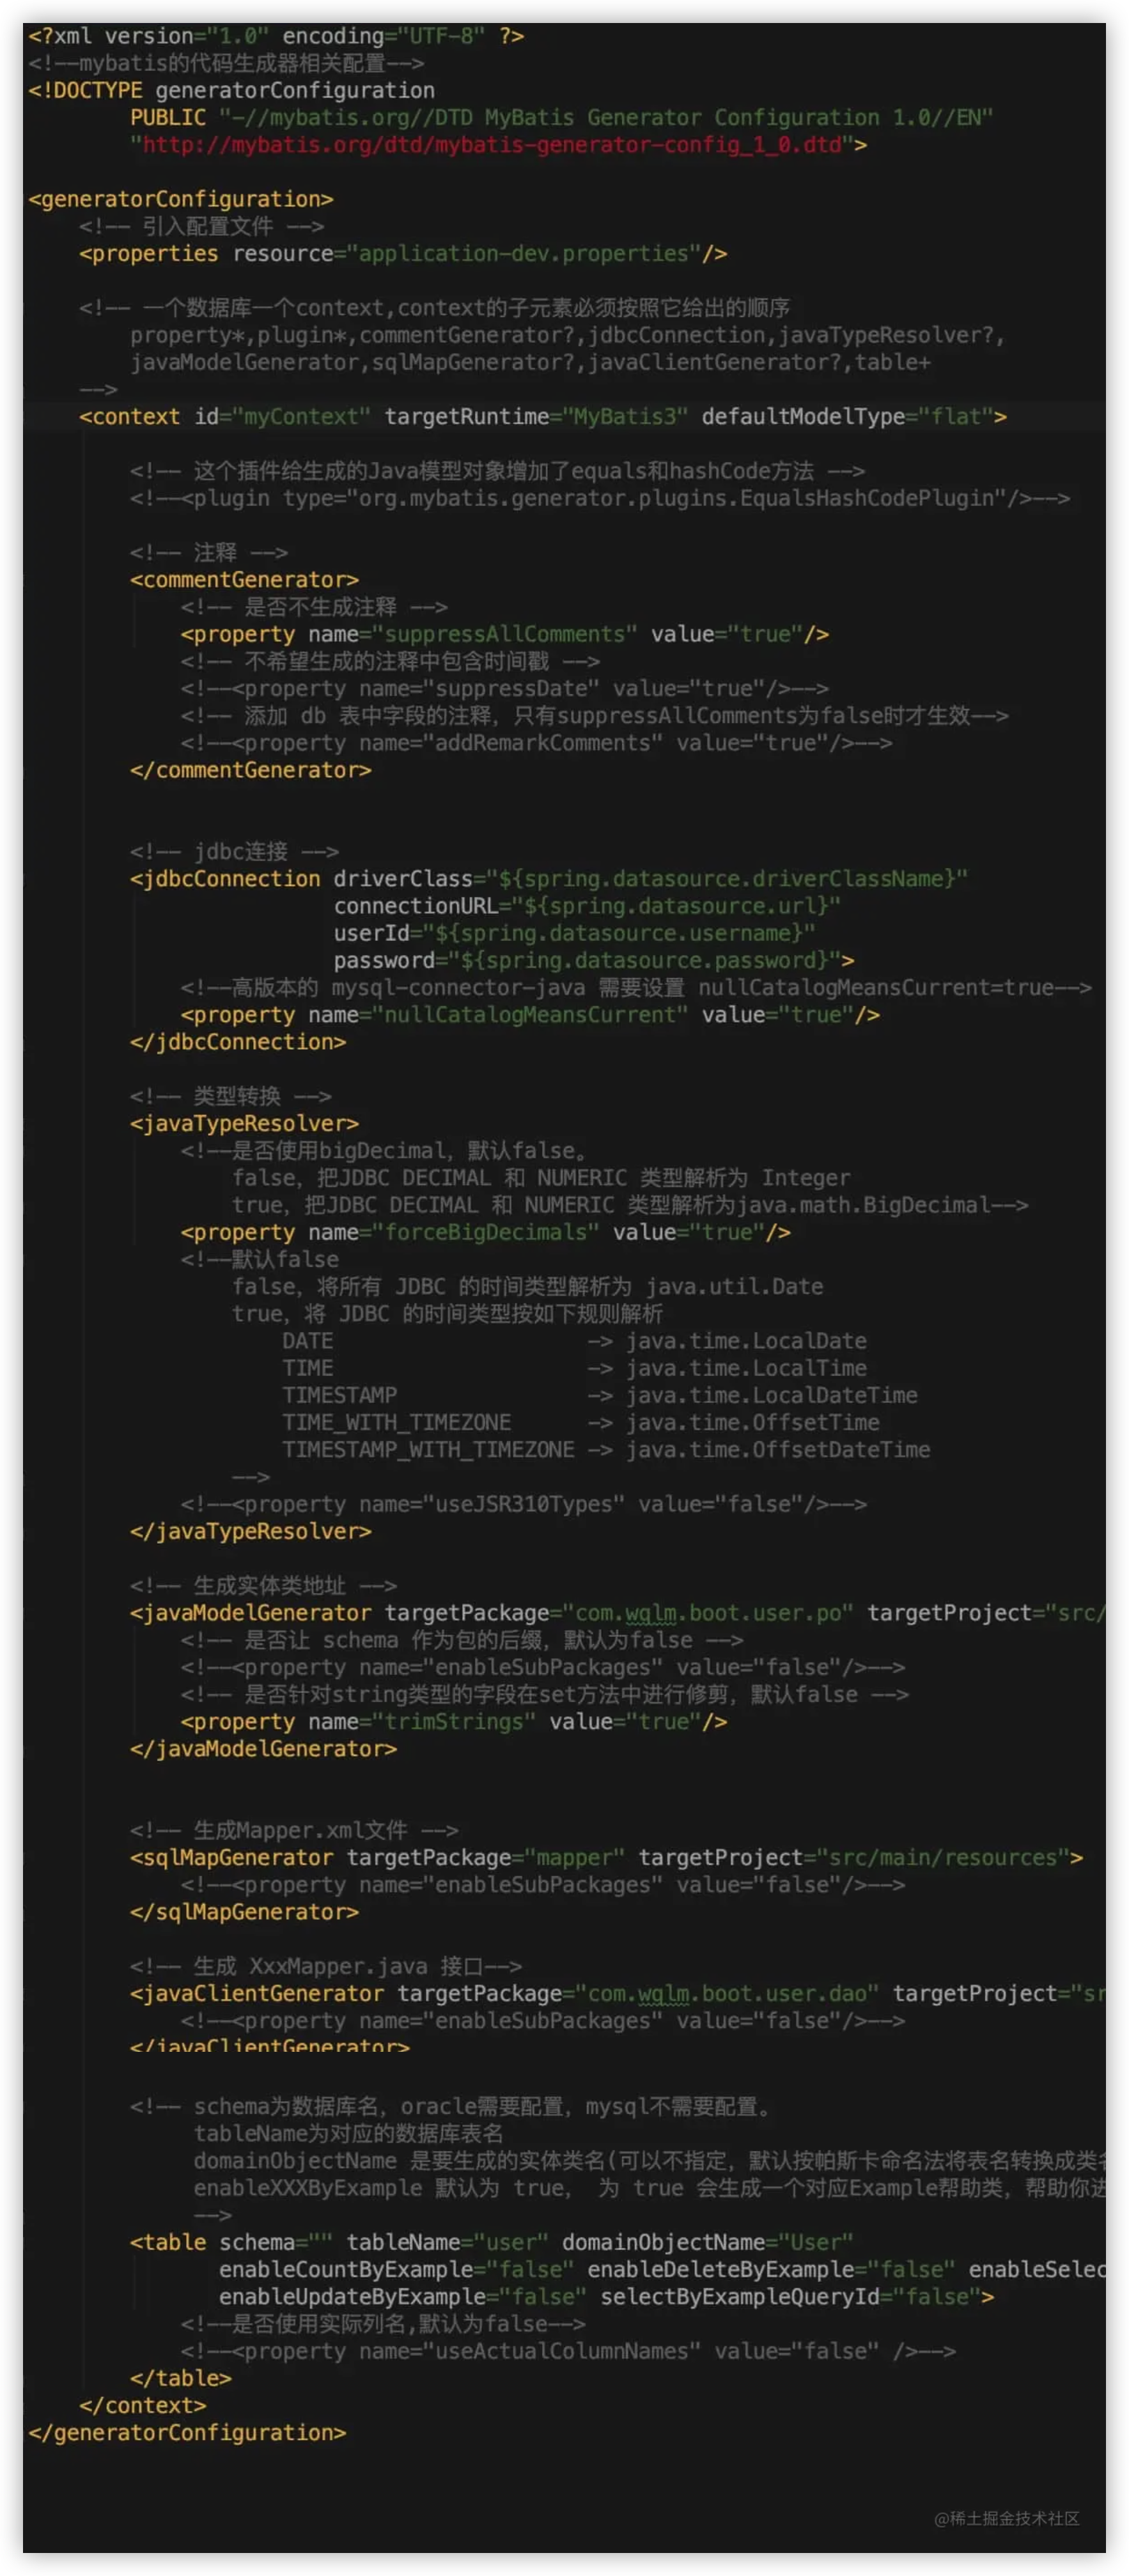 <?xml version="1.0" encoding="UTF-8" ?>
<!--mybatis的代码生成器相关配置-->
<!DOCTYPE generatorConfiguration
        PUBLIC "-//mybatis.org//DTD MyBatis Generator Configuration 1.0//EN"
        "http://mybatis.org/dtd/mybatis-generator-config_1_0.dtd">
<generatorConfiguration>
    <!-- 引入配置文件 -->
    <properties resource="application-dev.properties"/>
    <!-- 一个数据库一个context,context的子元素必须按照它给出的顺序
        property*,plugin*,commentGenerator?,jdbcConnection,javaTypeResolver?,
        javaModelGenerator,sqlMapGenerator?,javaClientGenerator?,table+
    -->
    <context id="myContext" targetRuntime="MyBatis3" defaultModelType="flat">
        <!-- 这个插件给生成的Java模型对象增加了equals和hashCode方法 -->
        <!--<plugin type="org.mybatis.generator.plugins.EqualsHashCodePlugin"/>-->
        <!-- 注释 -->
        <commentGenerator>
            <!-- 是否不生成注释 -->
            <property name="suppressAllComments" value="true"/>
            <!-- 不希望生成的注释中包含时间戳 -->
            <!--<property name="suppressDate" value="true"/>-->
            <!-- 添加 db 表中字段的注释，只有suppressAllComments为false时才生效-->
            <!--<property name="addRemarkComments" value="true"/>-->
        </commentGenerator>
        <!-- jdbc连接 -->
        <jdbcConnection driverClass="${spring.datasource.driverClassName}"
                        connectionURL="${spring.datasource.url}"
                        userId="${spring.datasource.username}"
                        password="${spring.datasource.password}">
            <!--高版本的 mysql-connector-java 需要设置 nullCatalogMeansCurrent=true-->
            <property name="nullCatalogMeansCurrent" value="true"/>
        </jdbcConnection>
        <!-- 类型转换 -->
        <javaTypeResolver>
            <!--是否使用bigDecimal，默认false。
                false，把JDBC DECIMAL 和 NUMERIC 类型解析为 Integer
                true，把JDBC DECIMAL 和 NUMERIC 类型解析为java.math.BigDecimal-->
            <property name="forceBigDecimals" value="true"/>
            <!--默认false
                false，将所有 JDBC 的时间类型解析为 java.util.Date
                true，将 JDBC 的时间类型按如下规则解析
                    DATE                    -> java.time.LocalDate
                    TIME                    -> java.time.LocalTime
                    TIMESTAMP               -> java.time.LocalDateTime
                    TIME_WITH_TIMEZONE      -> java.time.OffsetTime
                    TIMESTAMP_WITH_TIMEZONE -> java.time.OffsetDateTime
                -->
            <!--<property name="useJSR310Types" value="false"/>-->
        </javaTypeResolver>
        <!-- 生成实体类地址 -->
        <javaModelGenerator targetPackage="com.wqlm.boot.user.po" targetProject="src/
            <!-- 是否让 schema 作为包的后缀，默认为false -->
            <!--<property name="enableSubPackages" value="false"/>-->
            <!-- 是否针对string类型的字段在set方法中进行修剪，默认false -->
            <property name="trimStrings" value="true"/>
        </javaModelGenerator>
        <!-- 生成Mapper.xml文件 -->
        <sqlMapGenerator targetPackage="mapper" targetProject="src/main/resources">
            <!--<property name="enableSubPackages" value="false"/>-->
        </sqlMapGenerator>
        <!-- 生成 XxxMapper.java 接口-->
        <javaClientGenerator targetPackage="com.wqlm.boot.user.dao" targetProject="sr
            <!--<property name="enableSubPackages" value="false"/>-->
        </javaClientGenerator>
        <!-- schema为数据库名，oracle需要配置，mysql不需要配置。
             tableName为对应的数据库表名
             domainObjectName 是要生成的实体类名(可以不指定，默认按帕斯卡命名法将表名转换成类名
             enableXXXByExample 默认为 true， 为 true 会生成一个对应Example帮助类，帮助你进
             -->
        <table schema="" tableName="user" domainObjectName="User"
               enableCountByExample="false" enableDeleteByExample="false" enableSelec
               enableUpdateByExample="false" selectByExampleQueryId="false">
            <!--是否使用实际列名,默认为false-->
            <!--<property name="useActualColumnNames" value="false" />-->
        </table>
    </context>
</generatorConfiguration>
@稀土掘金技术社区